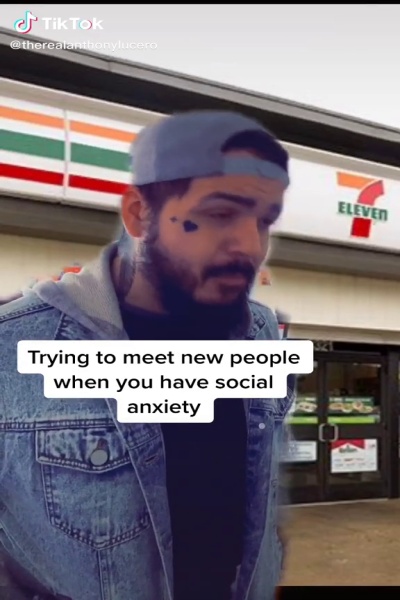 TikTok
@therealanthonylucero
ELEVEN
Trying to meet new people
when you have social
anxiety